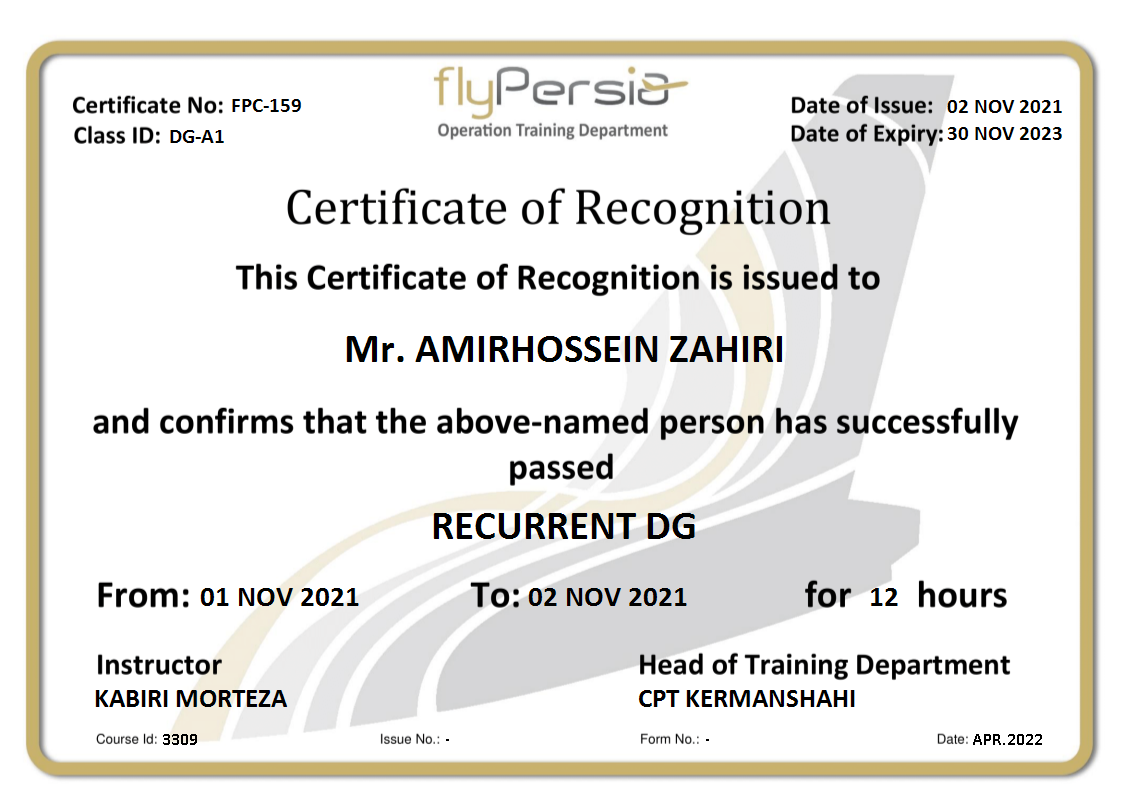 flyPersia
Operation Training Department
Certificate No: FPC-159
Class ID: DG-A1
Date of Issue: 02 NOV 2021
Date of Expiry: 30 NOV 2023
Certificate of Recognition
This Certificate of Recognition is issued to
Mr. AMIRHOSSEIN ZAHIRI
and confirms that the above-named person has successfully
passed
RECURRENT DG
From: 01 NOV 2021 To: 02 NOV 2021 for 12 hours
Instructor
KABIRI MORTEZA
Head of Training Department
CPT KERMANSHAHI
Course Id: 3309 Issue No.: - Form No.: - Date: APR.2022